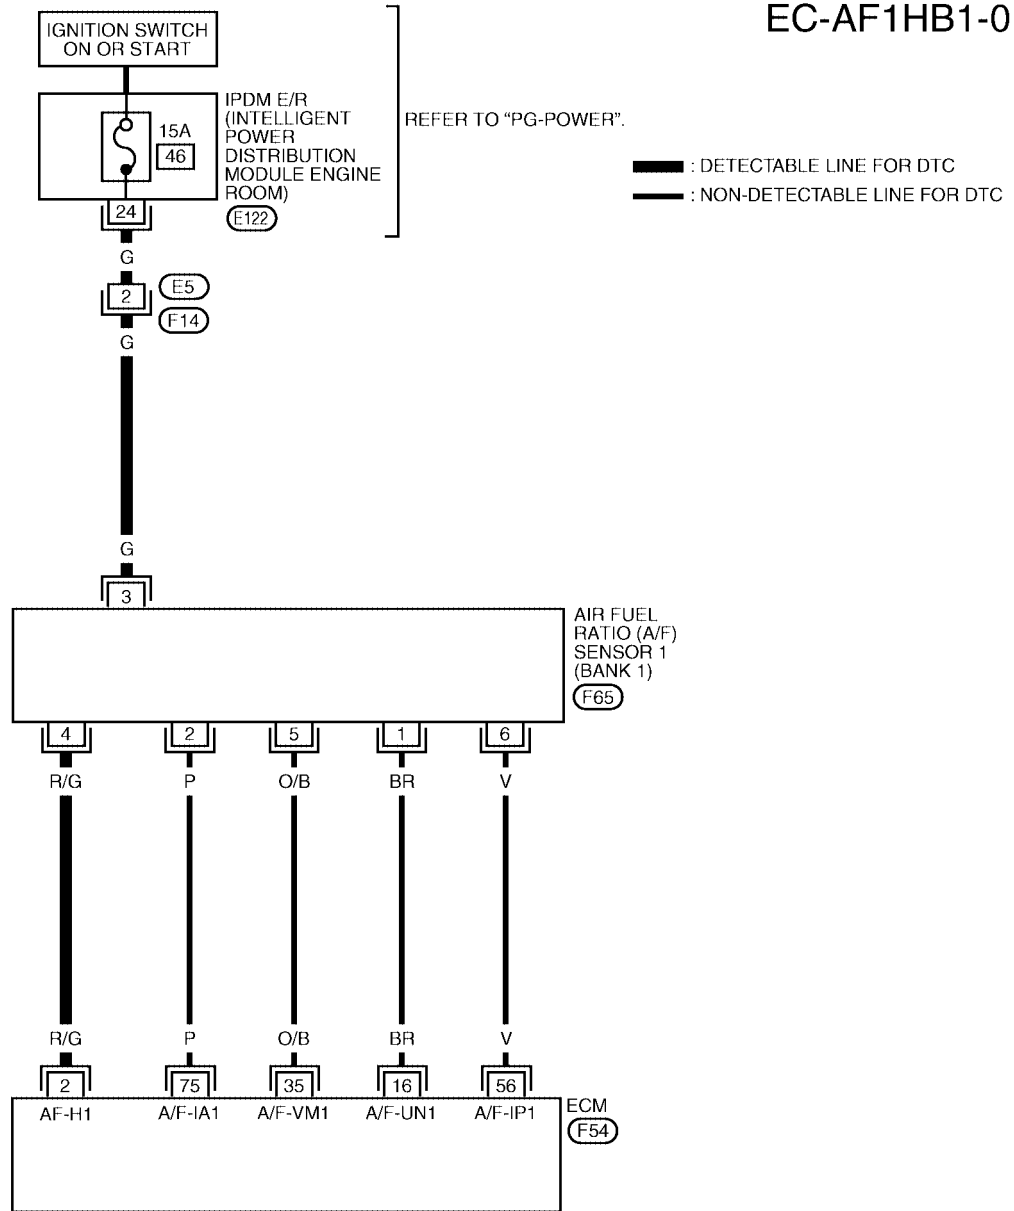 EC-AF1HB1-0
IGNITION SWITCH
ON OR START
IPDM E/R
(INTELLIGENT
POWER
DISTRIBUTION
MODULE ENGINE
ROOM)
E122
15A
46
REFER TO “PG-POWER”.
: DETECTABLE LINE FOR DTC
: NON-DETECTABLE LINE FOR DTC
24
G
2
E5
F14
G
G
3
AIR FUEL
RATIO (A/F)
SENSOR 1
(BANK 1)
F65
4 2 5 1 6
R/G P O/B BR V
R/G P O/B BR V
2 75 35 16 56
AF-H1 A/F-IA1 A/F-VM1 A/F-UN1 A/F-IP1
ECM
F54